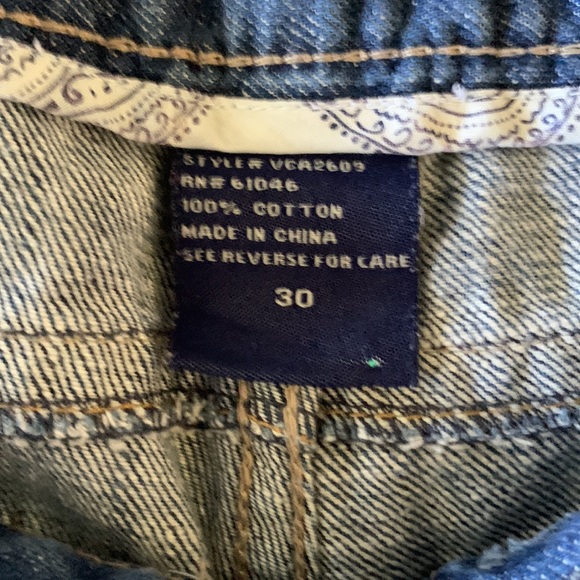 STYLE# VCA2609
RN# 61046
100% COTTON
MADE IN CHINA
SEE REVERSE FOR CARE
30